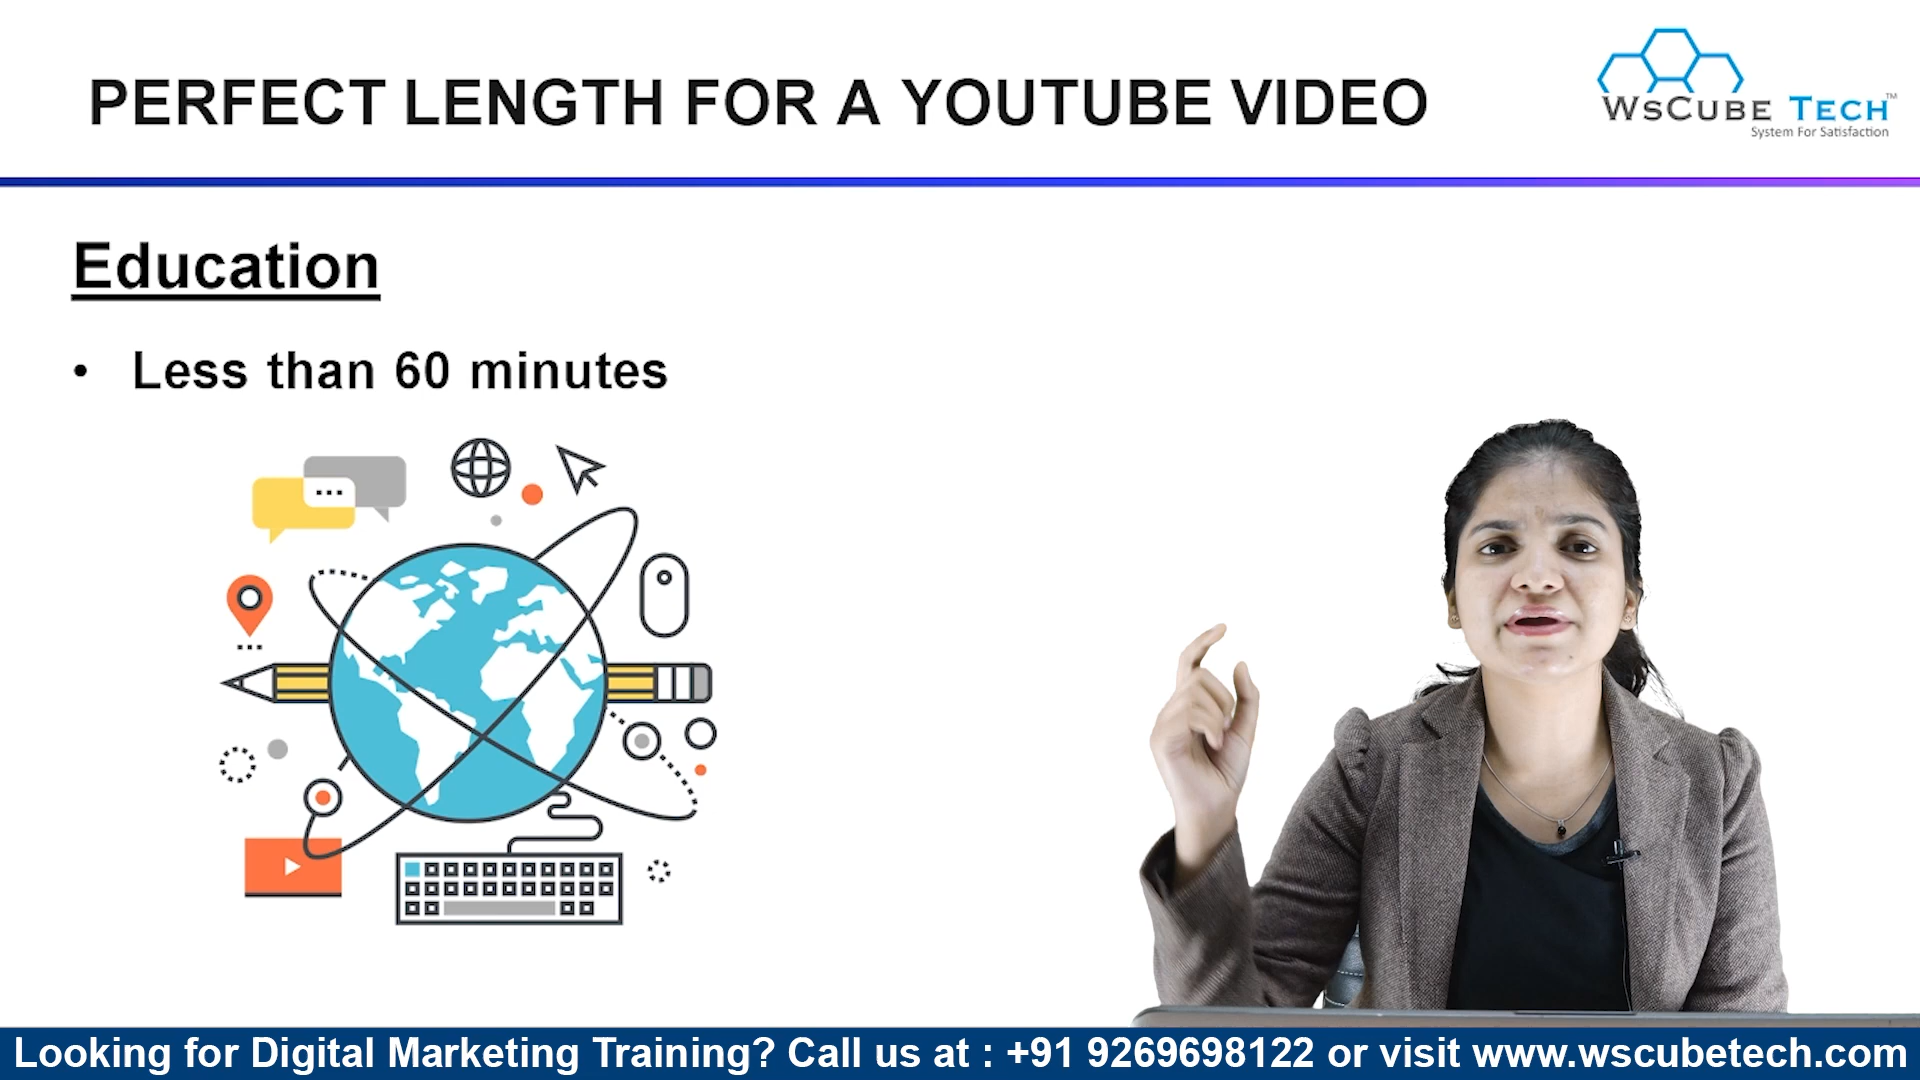 PERFECT LENGTH FOR A YOUTUBE VIDEO
WSCUBE TECH™
System For Satisfaction
Education
• Less than 60 minutes
Looking for Digital Marketing Training? Call us at : +91 9269698122 or visit www.wscubetech.com